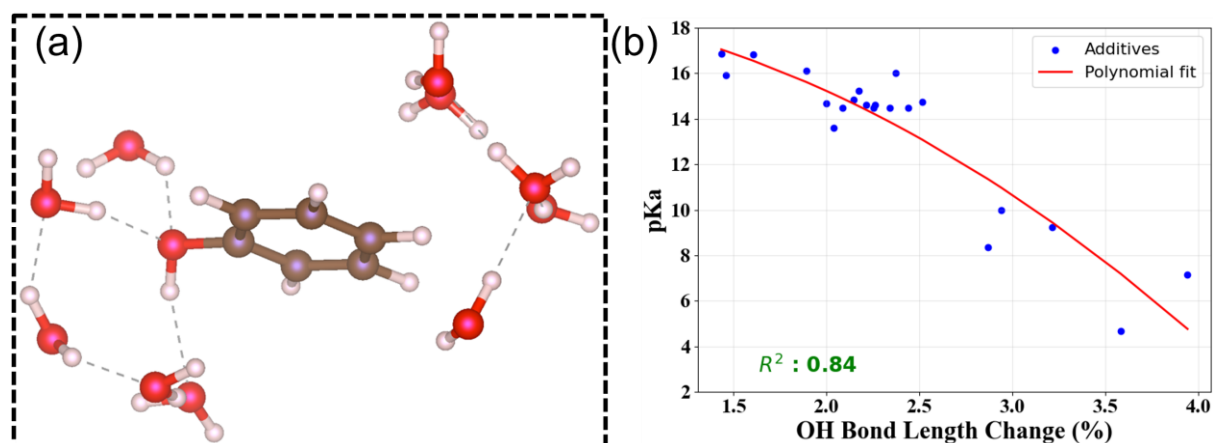 (a)
(b)
18
16
14
12
10
8
6
4
2
pKa
Additives
Polynomial fit
R² : 0.84
1.5 2.0 2.5 3.0 3.5 4.0
OH Bond Length Change (%)